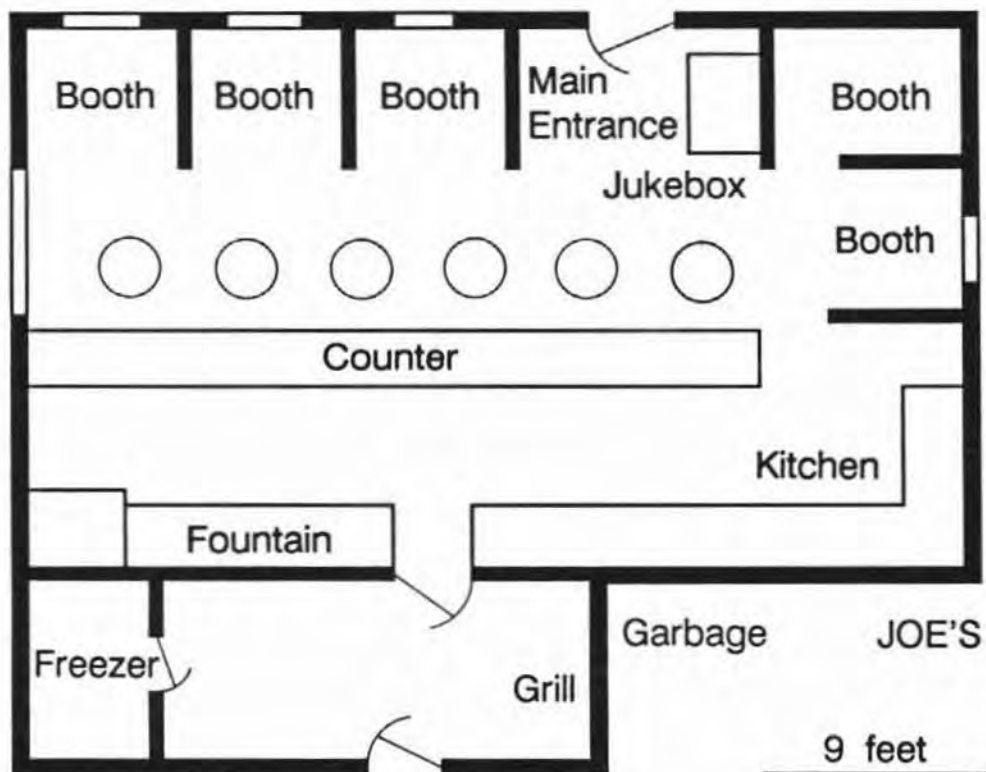 Booth
Booth
Booth
Main
Entrance
Booth
Jukebox
Booth
Counter
Kitchen
Fountain
Freezer
Grill
Garbage
JOE'S
9 feet